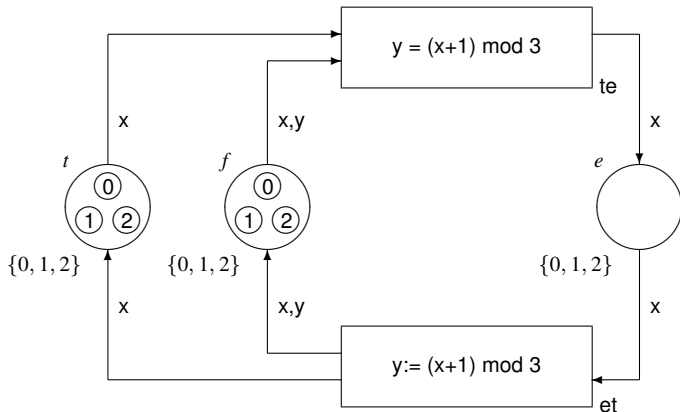 y = (x+1) mod 3
te
x
x,y
x
t
f
e
0
1 2
0
1 2
{0, 1, 2}
{0, 1, 2}
{0, 1, 2}
x
x,y
x
y:= (x+1) mod 3
et